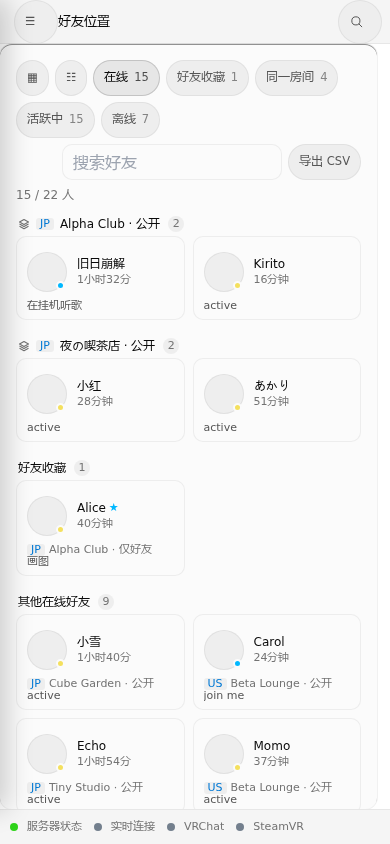 好友位置
在线 15
好友收藏 1
同一房间 4
活跃中 15
离线 7
搜索好友
导出 CSV
15 / 22 人
JP Alpha Club · 公开 2
旧日崩解
1小时32分
在挂机听歌
Kirito
16分钟
active
JP 夜の喫茶店 · 公开 2
小红
28分钟
active
あかり
51分钟
active
好友收藏 1
Alice ★
40分钟
JP Alpha Club · 仅好友
画图
其他在线好友 9
小雪
1小时40分
JP Cube Garden · 公开
active
Carol
24分钟
US Beta Lounge · 公开
join me
Echo
1小时54分
JP Tiny Studio · 公开
active
Momo
37分钟
US Beta Lounge · 公开
active
服务器状态
实时连接
VRChat
SteamVR